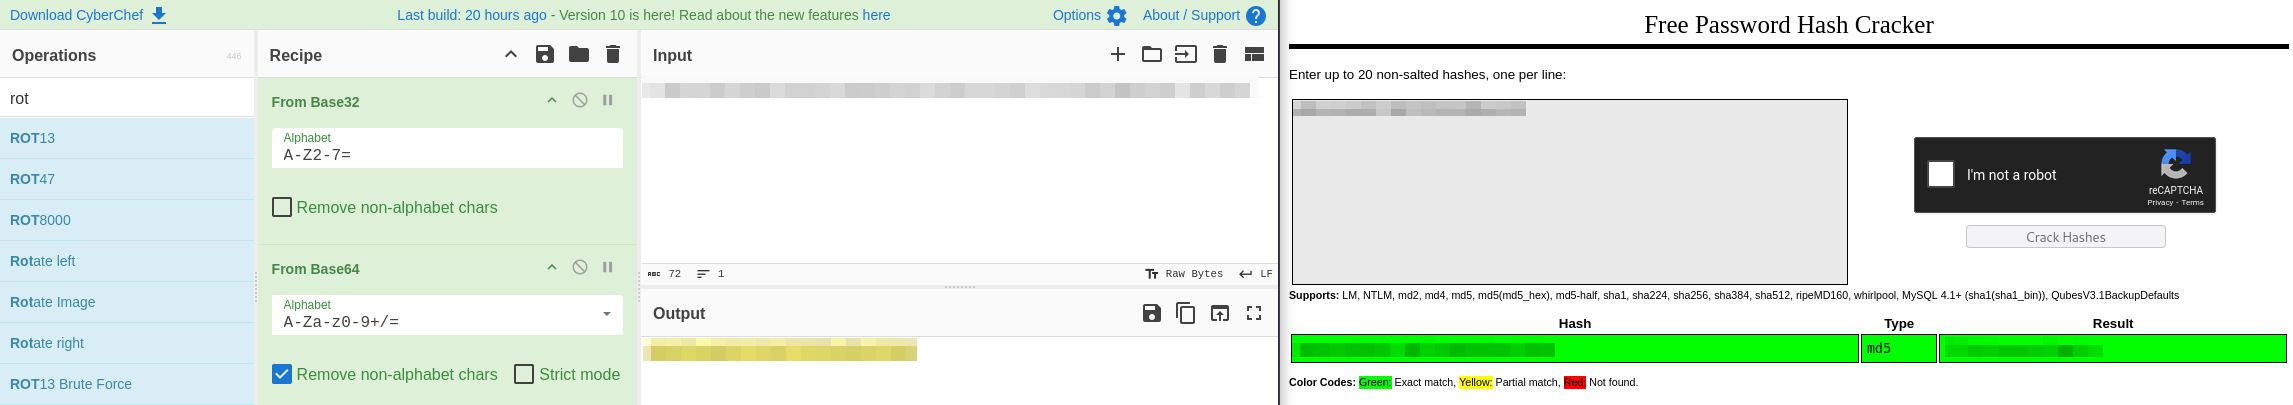 Download CyberChef
Last build: 20 hours ago - Version 10 is here! Read about the new features here
Options
About / Support
Operations
446
rot
ROT13
ROT47
ROT8000
Rotate left
Rotate Image
Rotate right
ROT13 Brute Force
Recipe
From Base32
Alphabet
A-Z2-7=
Remove non-alphabet chars
From Base64
Alphabet
A-Za-z0-9+/=
Remove non-alphabet chars
Strict mode
Input
72
1
Raw Bytes
LF
Output
Free Password Hash Cracker
Enter up to 20 non-salted hashes, one per line:
I'm not a robot
reCAPTCHA
Privacy - Terms
Crack Hashes
Supports: LM, NTLM, md2, md4, md5, md5(md5_hex), md5-half, sha1, sha224, sha256, sha384, sha512, ripeMD160, whirlpool, MySQL 4.1+ (sha1(sha1_bin)), QubesV3.1BackupDefaults
Hash Type Result
md5
Color Codes: Green: Exact match, Yellow: Partial match, Red: Not found.